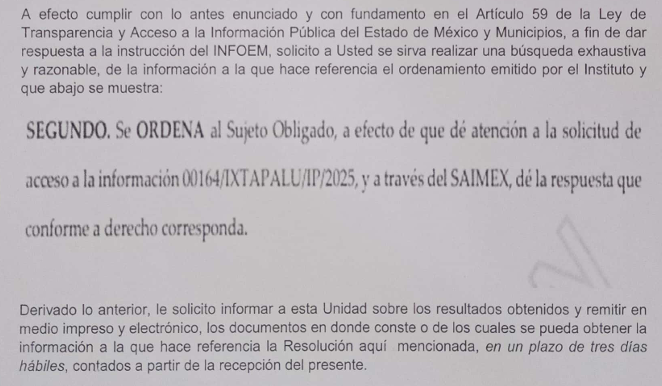 A efecto cumplir con lo antes enunciado y con fundamento en el Artículo 59 de la Ley de
Transparencia y Acceso a la Información Pública del Estado de México y Municipios, a fin de dar
respuesta a la instrucción del INFOEM, solicito a Usted se sirva realizar una búsqueda exhaustiva
y razonable, de la información a la que hace referencia el ordenamiento emitido por el Instituto y
que abajo se muestra:
SEGUNDO. Se ORDENA al Sujeto Obligado, a efecto de que dé atención a la solicitud de
acceso a la información 00164/IXTAPALU/IP/2025, y a través del SAIMEX, dé la respuesta que
conforme a derecho corresponda.
Derivado lo anterior, le solicito informar a esta Unidad sobre los resultados obtenidos y remitir en
medio impreso y electrónico, los documentos en donde conste o de los cuales se pueda obtener la
información a la que hace referencia la Resolución aquí mencionada, en un plazo de tres días
hábiles, contados a partir de la recepción del presente.